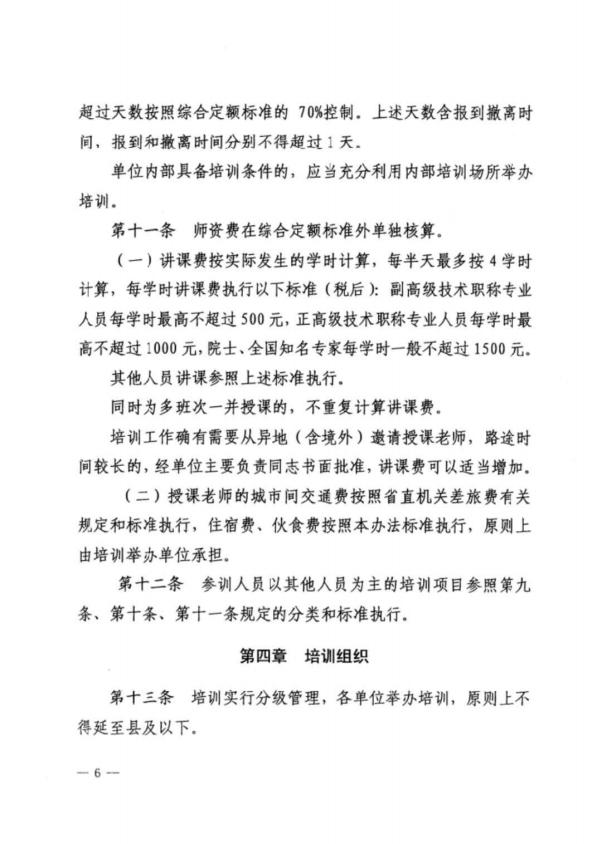 超过天数按照综合定额标准的 70%控制。上述天数含报到撤离时
间，报到和撤离时间分别不得超过 1 天。
单位内部具备培训条件的，应当充分利用内部培训场所举办
培训。
第十一条 师资费在综合定额标准外单独核算。
（一）讲课费按实际发生的学时计算，每半天最多按 4 学时
计算，每学时讲课费执行以下标准（税后）：副高级技术职称专业
人员每学时最高不超过 500 元，正高级技术职称专业人员每学时最
高不超过 1000 元，院士、全国知名专家每学时一般不超过 1500 元。
其他人员讲课参照上述标准执行。
同时为多班次一并授课的，不重复计算讲课费。
培训工作确有需要从异地（含境外）邀请授课老师，路途时
间较长的，经单位主要负责同志书面批准，讲课费可以适当增加。
（二）授课老师的城市间交通费按照省直机关差旅费有关
规定和标准执行，住宿费、伙食费按照本办法标准执行，原则上
由培训举办单位承担。
第十二条 参训人员以其他人员为主的培训项目参照第九
条、第十条、第十一条规定的分类和标准执行。
第四章 培训组织
第十三条 培训实行分级管理，各单位举办培训，原则上不
得延至县及以下。
— 6 —